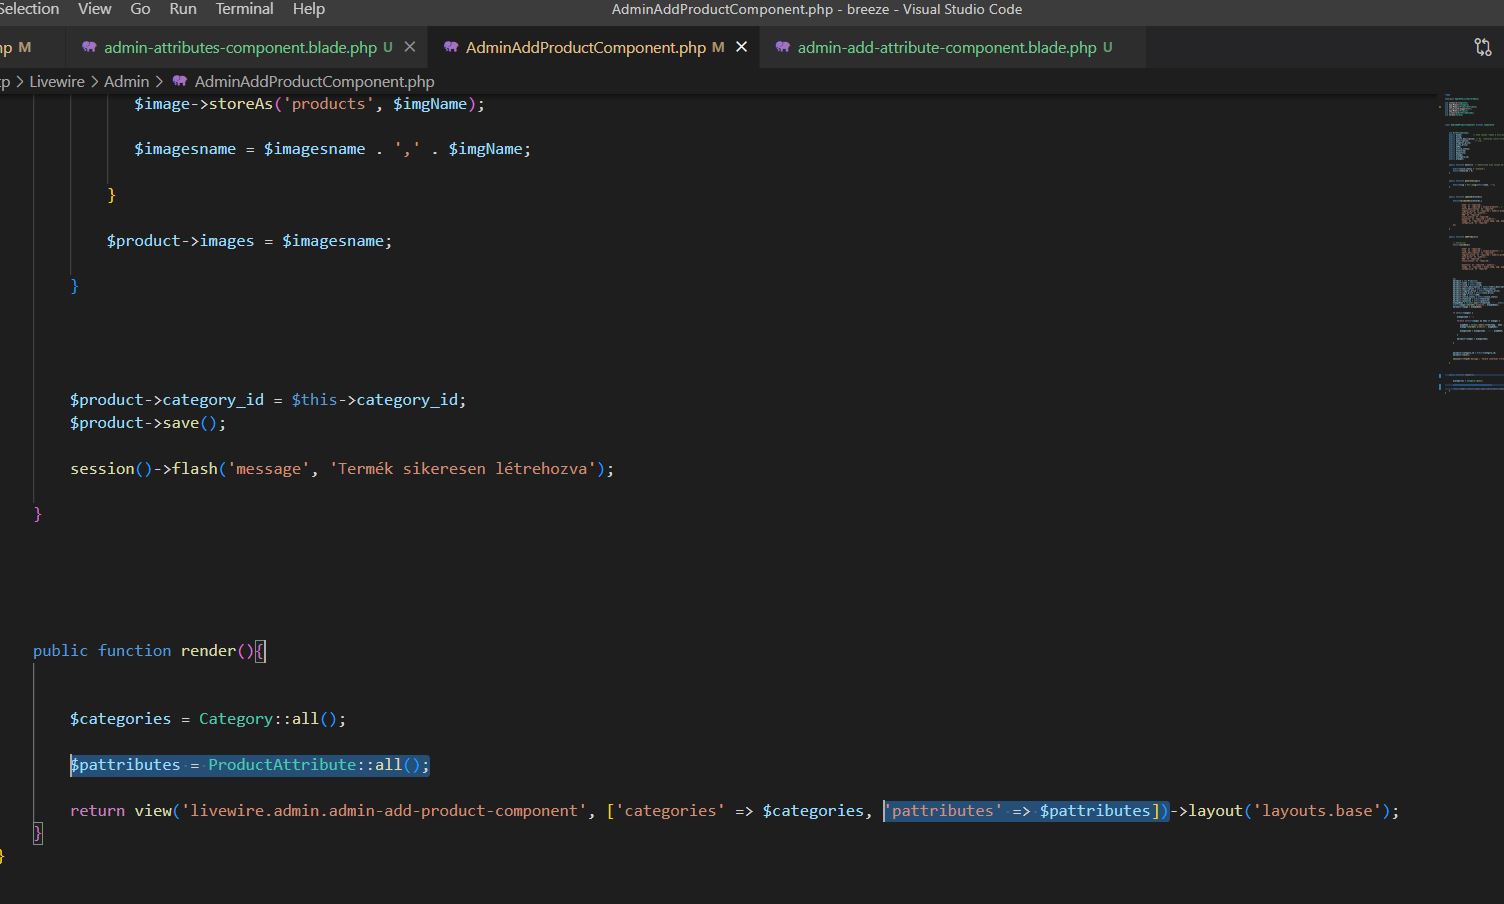 Selection View Go Run Terminal Help AdminAddProductComponent.php - breeze - Visual Studio Code
hp M admin-attributes-component.blade.php U AdminAddProductComponent.php M admin-add-attribute-component.blade.php U
p > Livewire > Admin > AdminAddProductComponent.php
$image->storeAs('products', $imgName);
$imagesname = $imagesname . ',' . $imgName;
}
$product->images = $imagesname;
}
$product->category_id = $this->category_id;
$product->save();
session()->flash('message', 'Termék sikeresen létrehozva');
}
public function render(){
$categories = Category::all();
$pattributes = ProductAttribute::all();
return view('livewire.admin.admin-add-product-component', ['categories' => $categories, 'pattributes' => $pattributes])->layout('layouts.base');
}
}